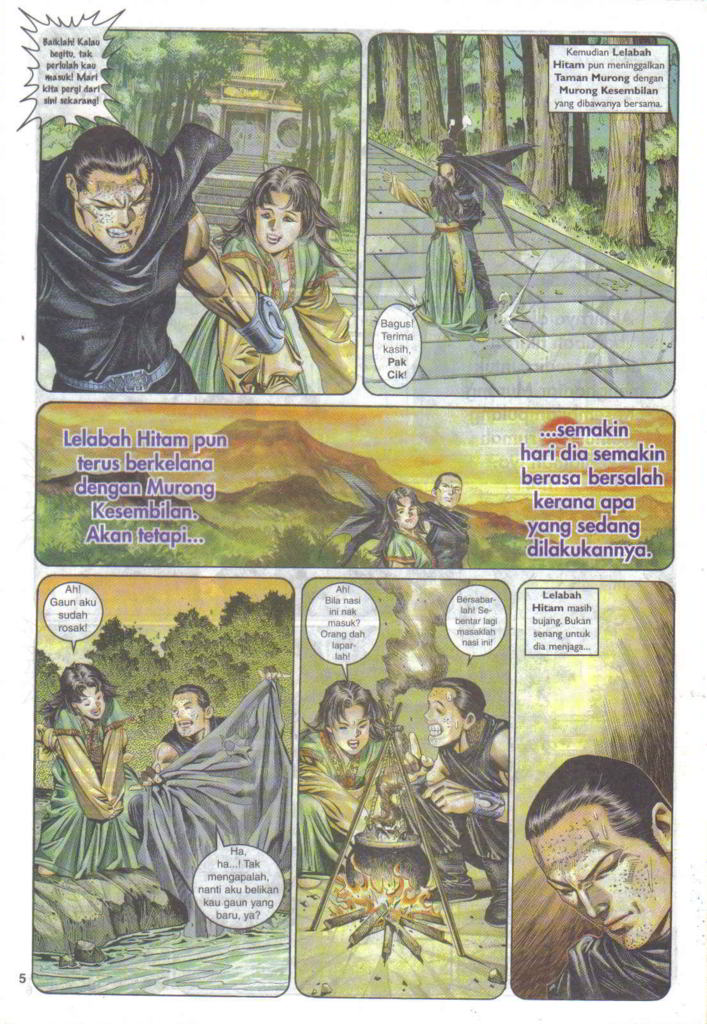 Baiklah! Kalau
begitu, tak
perlulah kau
masuk! Mari
kita pergi dari
sini sekarang!
Kemudian Lelabah
Hitam pun meninggalkan
Taman Murong dengan
Murong Kesembilan
yang dibawanya bersama.
Bagus!
Terima
kasih,
Pak
Cik!
Lelabah Hitam pun
terus berkelana
dengan Murong
Kesembilan.
Akan tetapi...
...semakin
hari dia semakin
berasa bersalah
kerana apa
yang sedang
dilakukannya.
Ah!
Gaun aku
sudah
rosak!
Ha,
ha...! Tak
mengapalah,
nanti aku belikan
kau gaun yang
baru, ya?
Ah!
Bila nasi
ini nak
masuk?
Orang dah
lapar-
lah!
Bersabar-
lah! Se-
bentar lagi
masaklah
nasi ini!
Lelabah
Hitam masih
bujang. Bukan
senang untuk
dia menjaga...
5